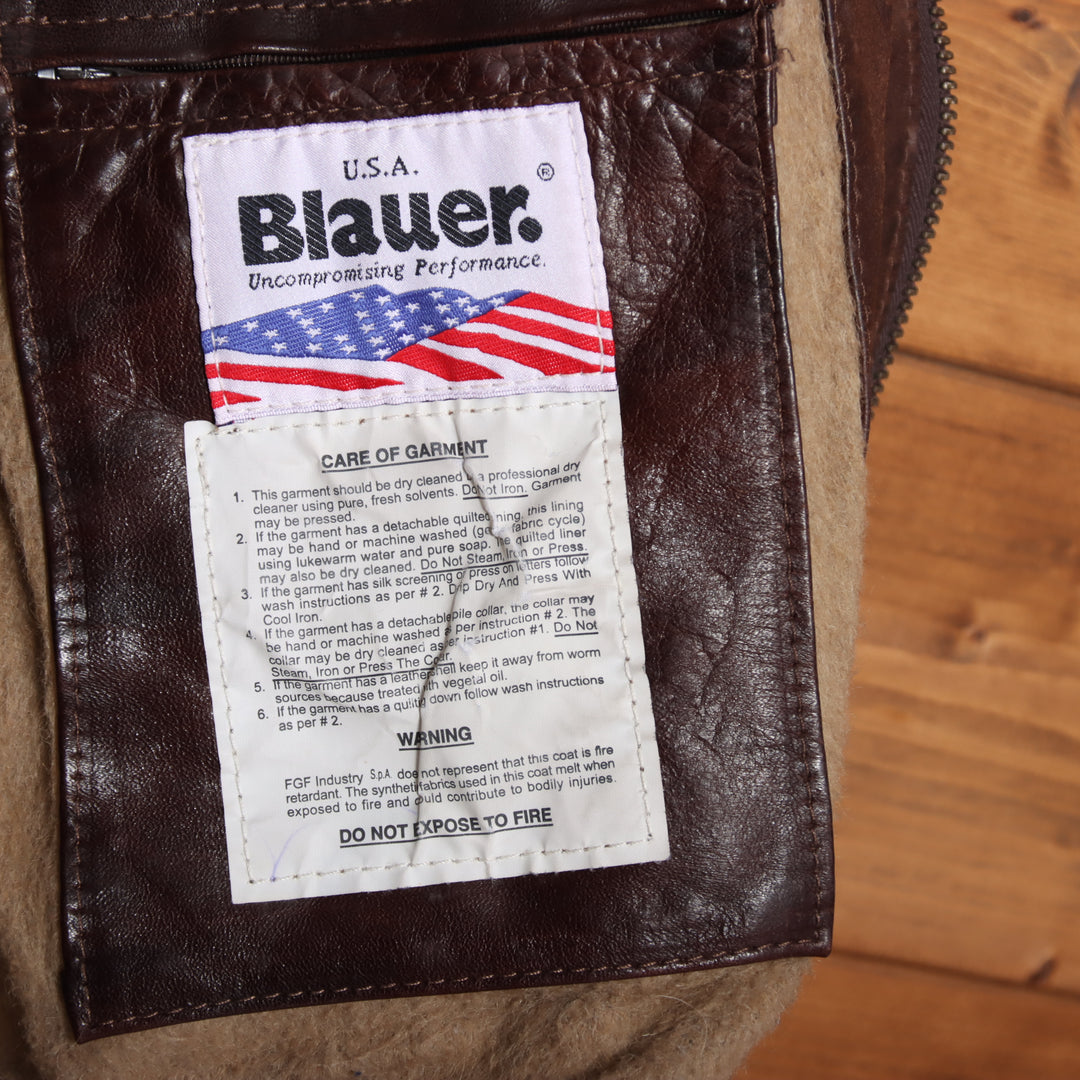 U.S.A.
Blauer.®
Uncompromising Performance.
CARE OF GARMENT
1. This garment should be dry cleaned a professional dry
cleaner using pure, fresh solvents. Do Not Iron. Garment
may be pressed.
2. If the garment has a detachable quilted this lining
may be hand or machine washed fabric cycle)
using lukewarm water and pure soap. quilted liner
may also be dry cleaned. Do Not Steam, Iron or Press.
3. If the garment has silk screening or press on letters follow
wash instructions as per # 2. Drip Dry And Press With
Cool Iron.
4. If the garment has a detachable pile collar, the collar may
be hand or machine washed as per instruction # 2. The
collar may be dry cleaned as per instruction #1. Do Not
Steam, Iron or Press The
5. If the garment has a leather shell keep it away from worm
sources because treated vegetal oil.
6. If the garment has a down follow wash instructions
as per # 2.
WARNING
FGF Industry S.p.A. doe not represent that this coat is fire
retardant. The synthetic fabrics used in this coat melt when
exposed to fire and could contribute to bodily injuries.
DO NOT EXPOSE TO FIRE